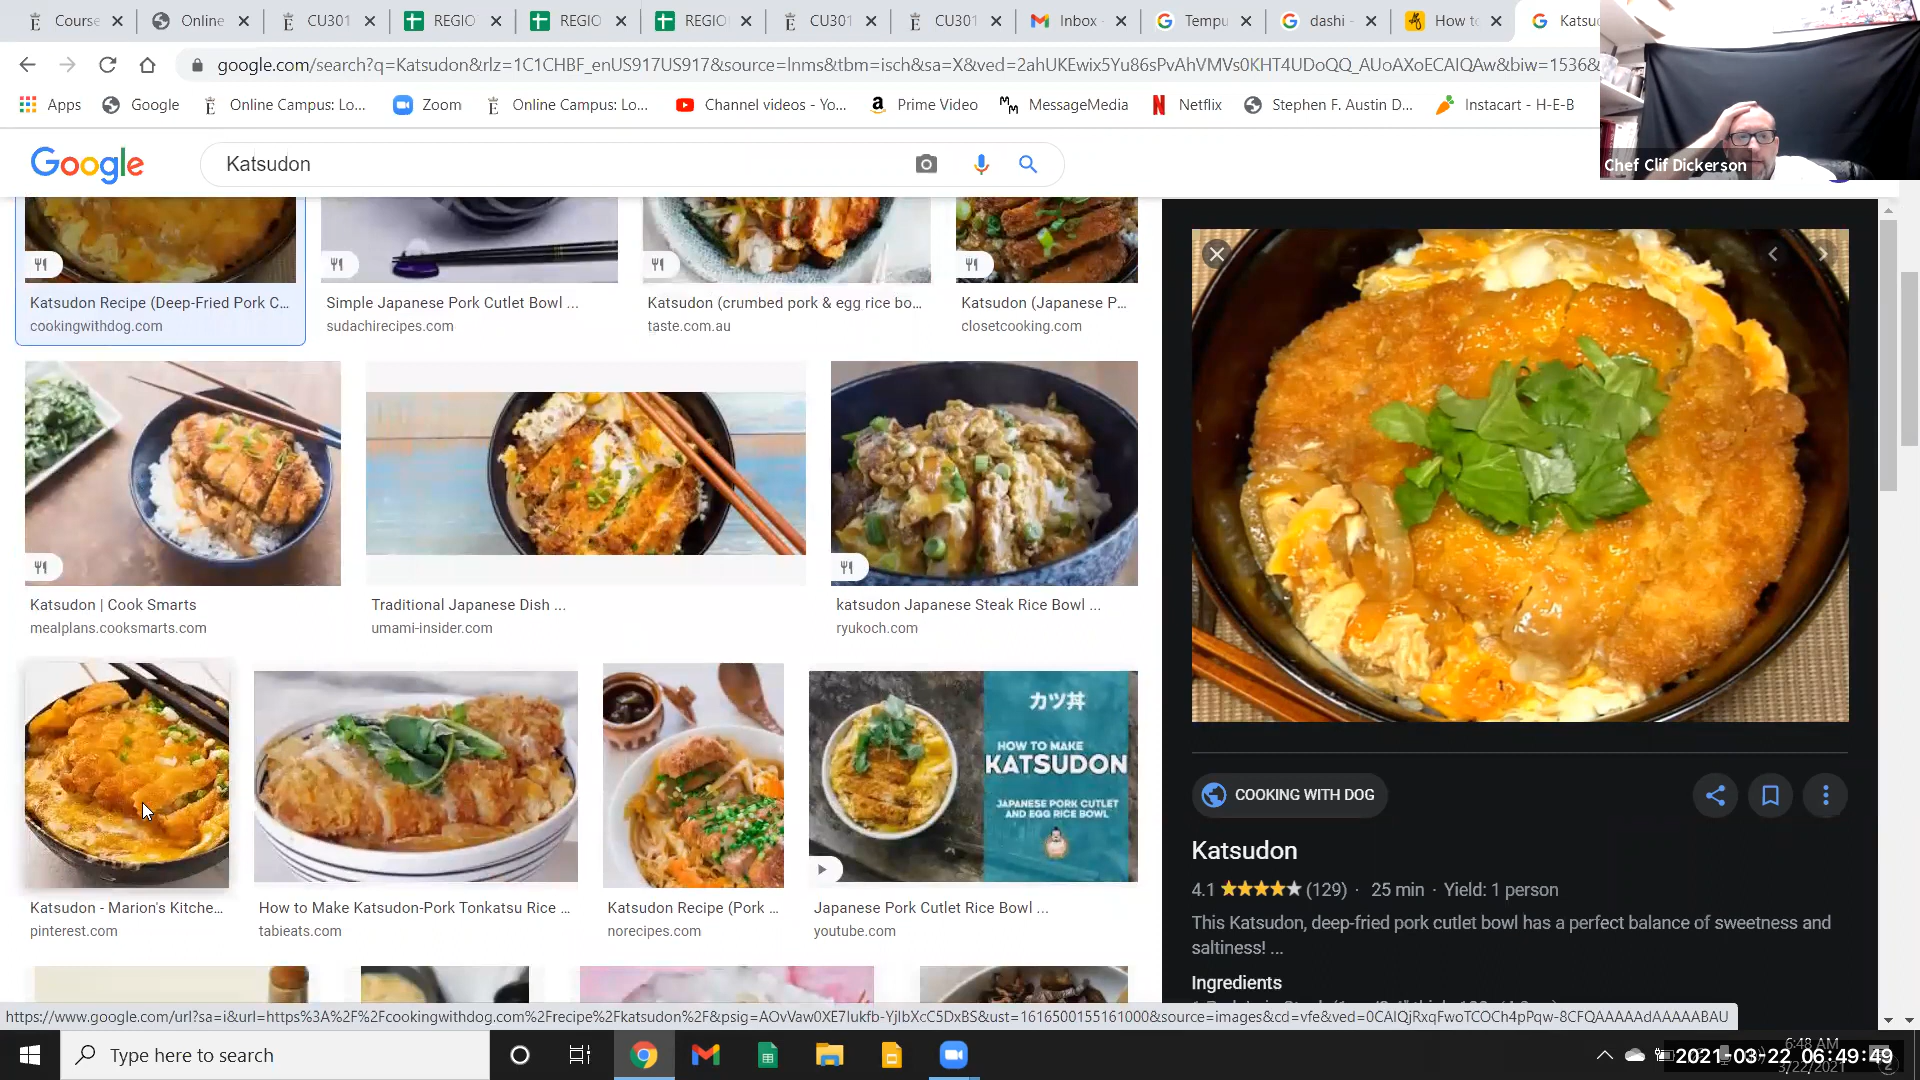 Course
Online
CU301
REGIO
REGIO
REGIO
CU301
CU301
Inbox
Tempu
dashi -
How to
Katsu
google.com/search?q=Katsudon&rlz=1C1CHBF_enUS917US917&source=lnms&tbm=isch&sa=X&ved=2ahUKEwix5Yu86sPvAhVMVs0KHT4UDoQQ_AUoAXoECAIQAw&biw=1536&
Apps
Google
Online Campus: Lo...
Zoom
Online Campus: Lo...
Channel videos - Yo...
Prime Video
MessageMedia
Netflix
Stephen F. Austin D...
Instacart - H-E-B
Chef Clif Dickerson
Google
Katsudon
Katsudon Recipe (Deep-Fried Pork C...
cookingwithdog.com
Simple Japanese Pork Cutlet Bowl ...
sudachirecipes.com
Katsudon (crumbed pork & egg rice bo...
taste.com.au
Katsudon (Japanese P...
closetcooking.com
Katsudon | Cook Smarts
mealplans.cooksmarts.com
Traditional Japanese Dish ...
umami-insider.com
katsudon Japanese Steak Rice Bowl ...
ryukoch.com
カツ丼
HOW TO MAKE
KATSUDON
JAPANESE PORK CUTLET
AND EGG RICE BOWL
Katsudon - Marion's Kitche...
pinterest.com
How to Make Katsudon-Pork Tonkatsu Rice ...
tabieats.com
Katsudon Recipe (Pork ...
norecipes.com
Japanese Pork Cutlet Rice Bowl ...
youtube.com
COOKING WITH DOG
Katsudon
4.1 ★★★★★ (129) · 25 min · Yield: 1 person
This Katsudon, deep-fried pork cutlet bowl has a perfect balance of sweetness and
saltiness! ...
Ingredients
https://www.google.com/url?sa=i&url=https%3A%2F%2Fcookingwithdog.com%2Frecipe%2Fkatsudon%2F&psig=AOvVaw0XE7Iukfb-YjIbXcC5DxBS&ust=1616500155161000&source=images&cd=vfe&ved=0CAIQjRxqFwoTCOCh4pPqw-8CFQAAAAAdAAAAABAU
Type here to search
6:48 AM
3/22/2021
2021-03-22 06:49:49